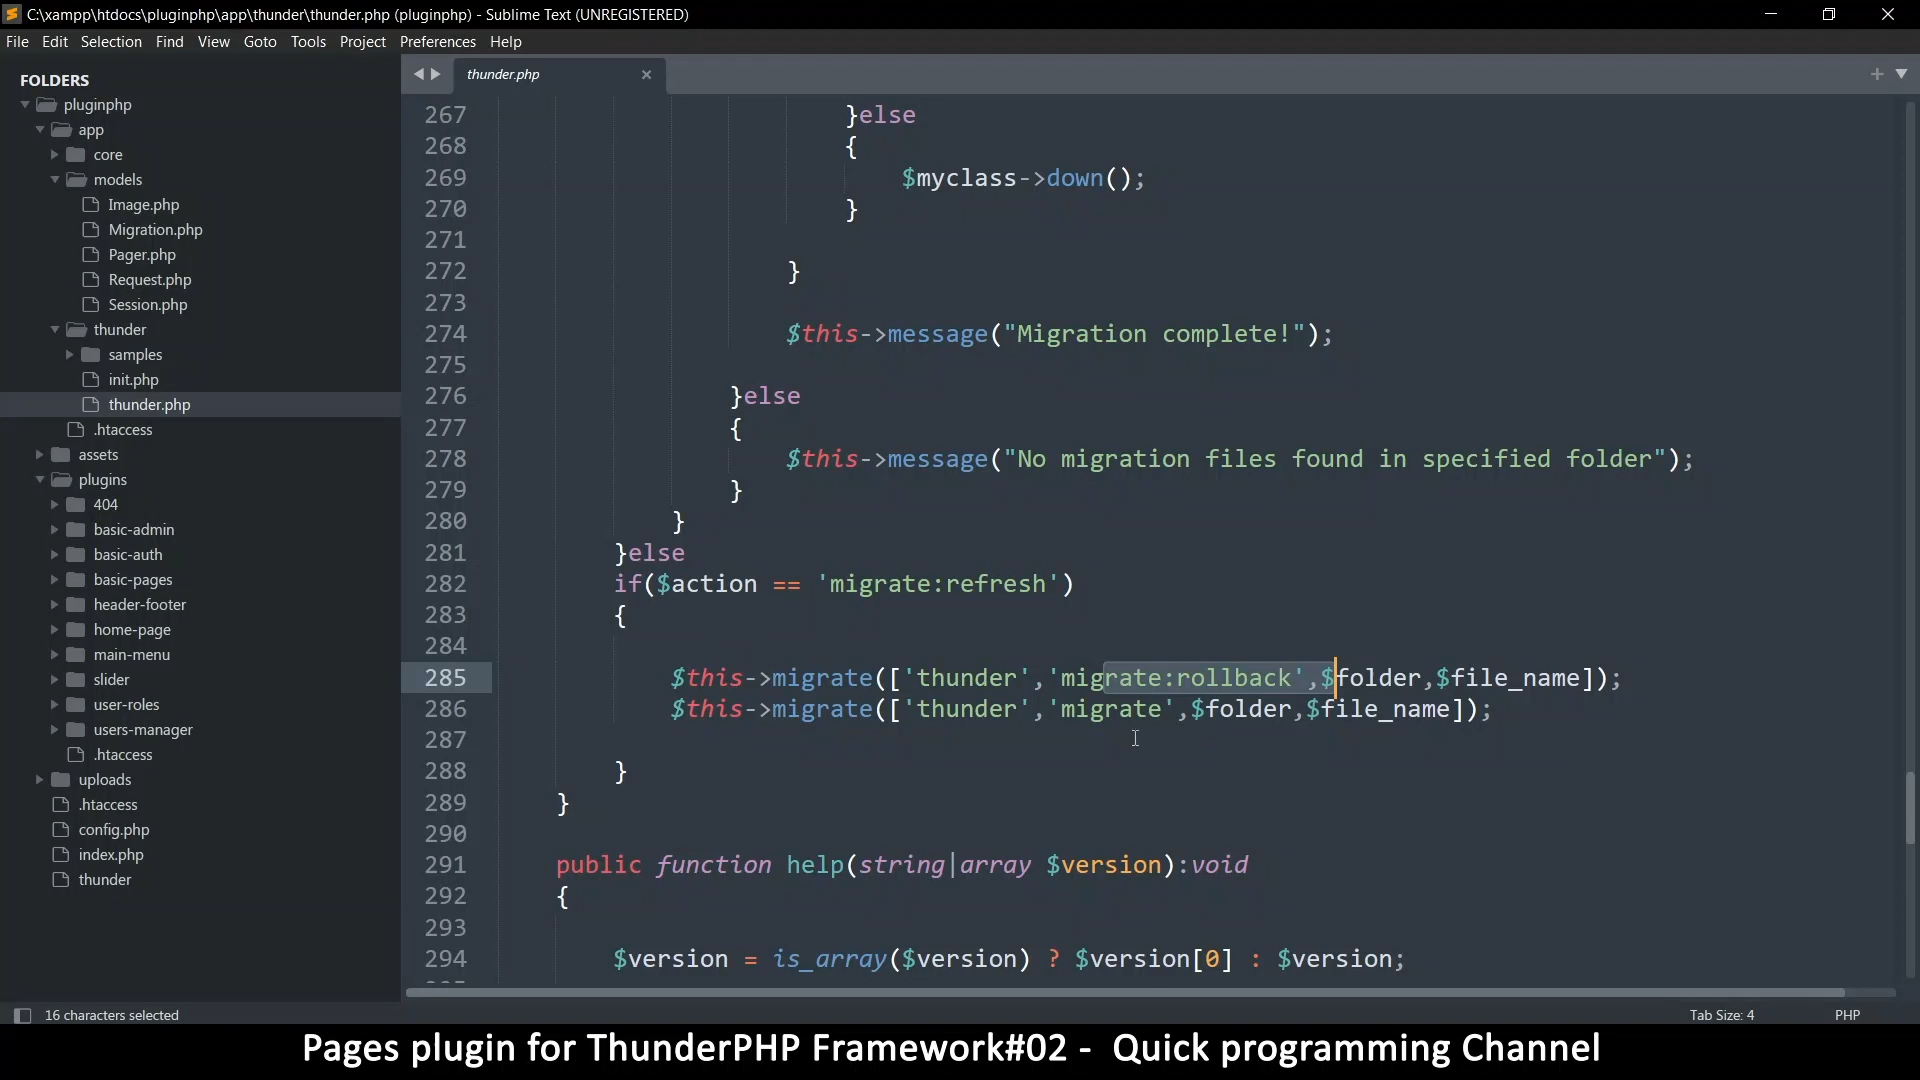 C:\xampp\htdocs\pluginphp\app\thunder\thunder.php (pluginphp) - Sublime Text (UNREGISTERED)
File Edit Selection Find View Goto Tools Project Preferences Help
FOLDERS
pluginphp
app
core
models
Image.php
Migration.php
Pager.php
Request.php
Session.php
thunder
samples
init.php
thunder.php
.htaccess
assets
plugins
404
basic-admin
basic-auth
basic-pages
header-footer
home-page
main-menu
slider
user-roles
users-manager
.htaccess
uploads
.htaccess
config.php
index.php
thunder
thunder.php
267 }else
268 {
269 $myclass->down();
270 }
271
272 }
273
274 $this->message("Migration complete!");
275
276 }else
277 {
278 $this->message("No migration files found in specified folder");
279 }
280 }
281 }else
282 if($action == 'migrate:refresh')
283 {
284
285 $this->migrate(['thunder','migrate:rollback',$folder,$file_name]);
286 $this->migrate(['thunder','migrate',$folder,$file_name]);
287
288 }
289 }
290
291 public function help(string|array $version):void
292 {
293
294 $version = is_array($version) ? $version[0] : $version;
16 characters selected
Tab Size: 4
PHP
Pages plugin for ThunderPHP Framework#02 - Quick programming Channel